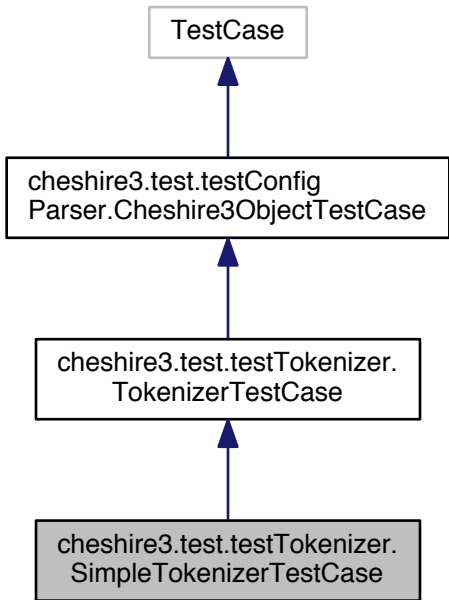 TestCase
cheshire3.test.testConfig
Parser.Cheshire3ObjectTestCase
cheshire3.test.testTokenizer.
TokenizerTestCase
cheshire3.test.testTokenizer.
SimpleTokenizerTestCase